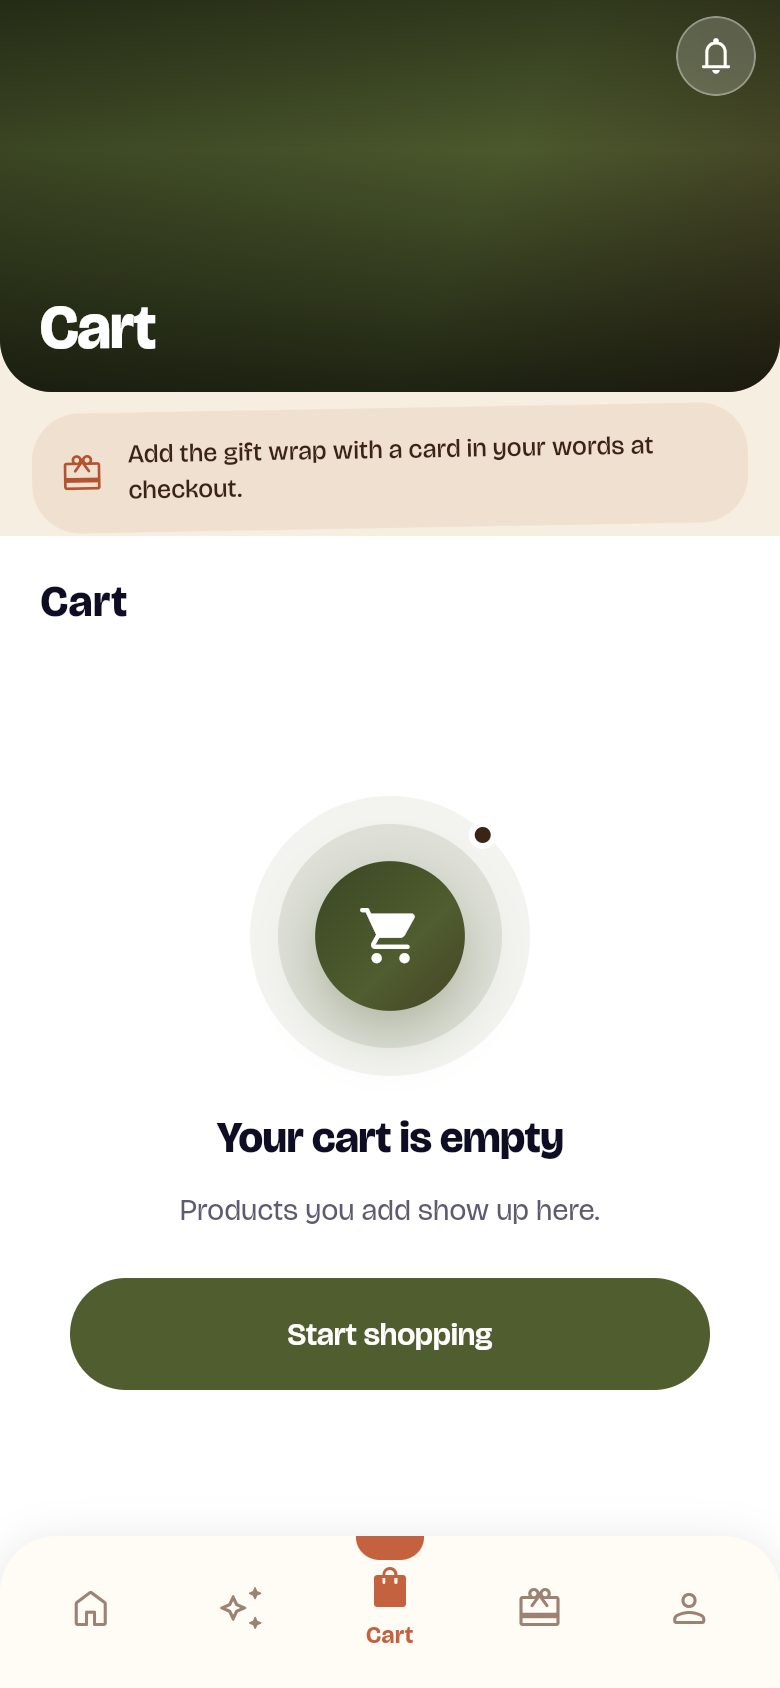 Cart
Add the gift wrap with a card in your words at
checkout.
Cart
Your cart is empty
Products you add show up here.
Start shopping
Cart